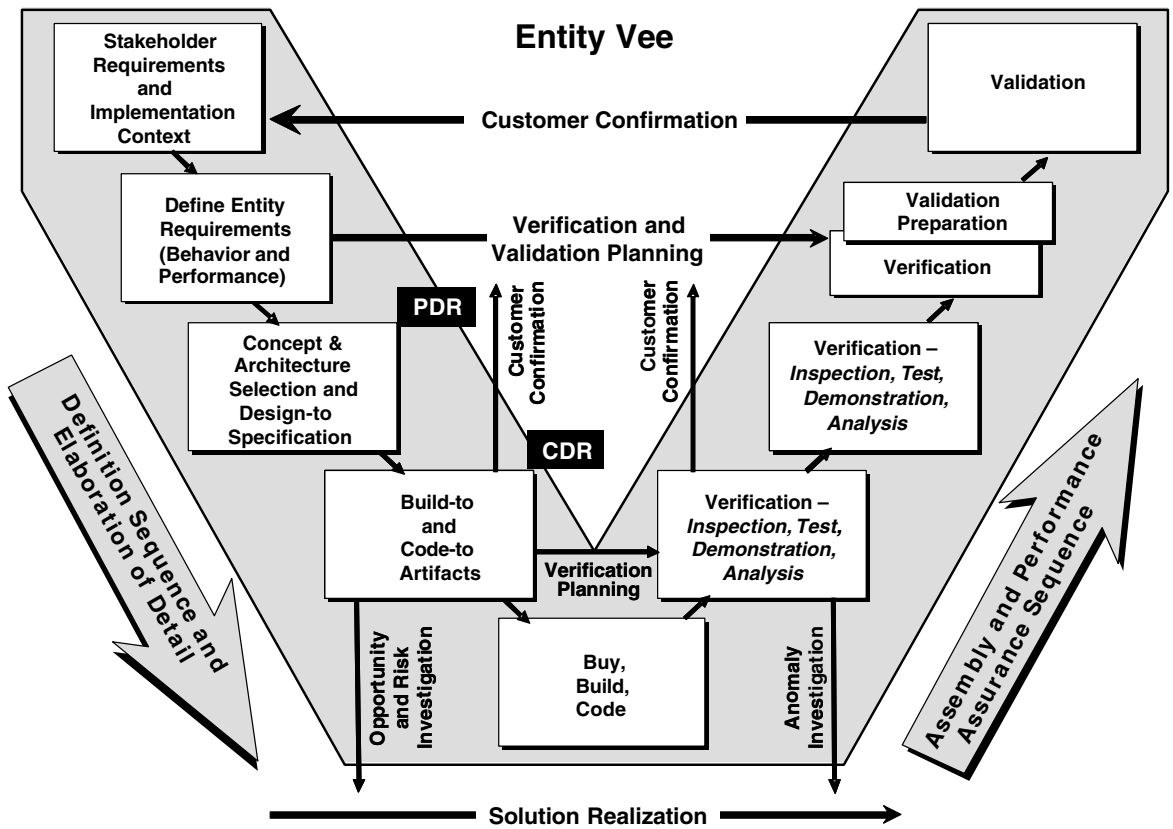 Entity Vee
Stakeholder
Requirements
and
Implementation
Context
Validation
Customer Confirmation
Define Entity
Requirements
(Behavior and
Performance)
Verification and
Validation Planning
Validation
Preparation
Verification
PDR
Customer
Confirmation
Customer
Confirmation
Concept &
Architecture
Selection and
Design-to
Specification
Verification –
Inspection, Test,
Demonstration,
Analysis
CDR
Definition Sequence and
Elaboration of Detail
Build-to
and
Code-to
Artifacts
Verification
Planning
Verification –
Inspection, Test,
Demonstration,
Analysis
Assembly and Performance
Assurance Sequence
Opportunity
and Risk
Investigation
Buy,
Build,
Code
Anomaly
Investigation
Solution Realization